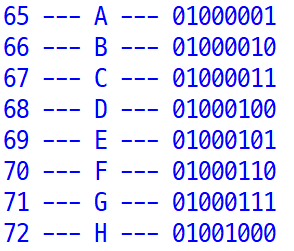 65 --- A --- 01000001
66 --- B --- 01000010
67 --- C --- 01000011
68 --- D --- 01000100
69 --- E --- 01000101
70 --- F --- 01000110
71 --- G --- 01000111
72 --- H --- 01001000